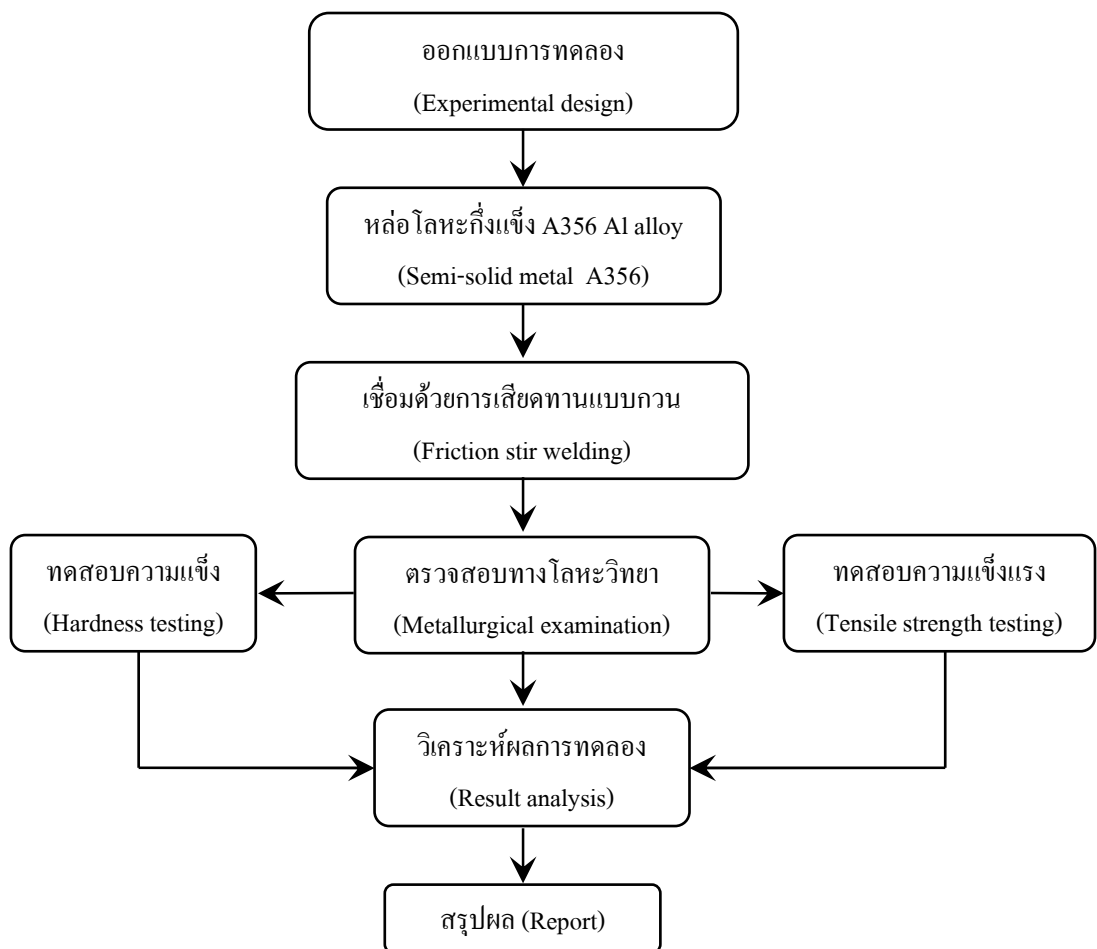 ออกแบบการทดลอง
(Experimental design)
หล่อโลหะกึ่งแข็ง A356 Al alloy
(Semi-solid metal A356)
เชื่อมด้วยการเสียดทานแบบกวน
(Friction stir welding)
ทดสอบความแข็ง
(Hardness testing)
ตรวจสอบทางโลหะวิทยา
(Metallurgical examination)
ทดสอบความแข็งแรง
(Tensile strength testing)
วิเคราะห์ผลการทดลอง
(Result analysis)
สรุปผล (Report)